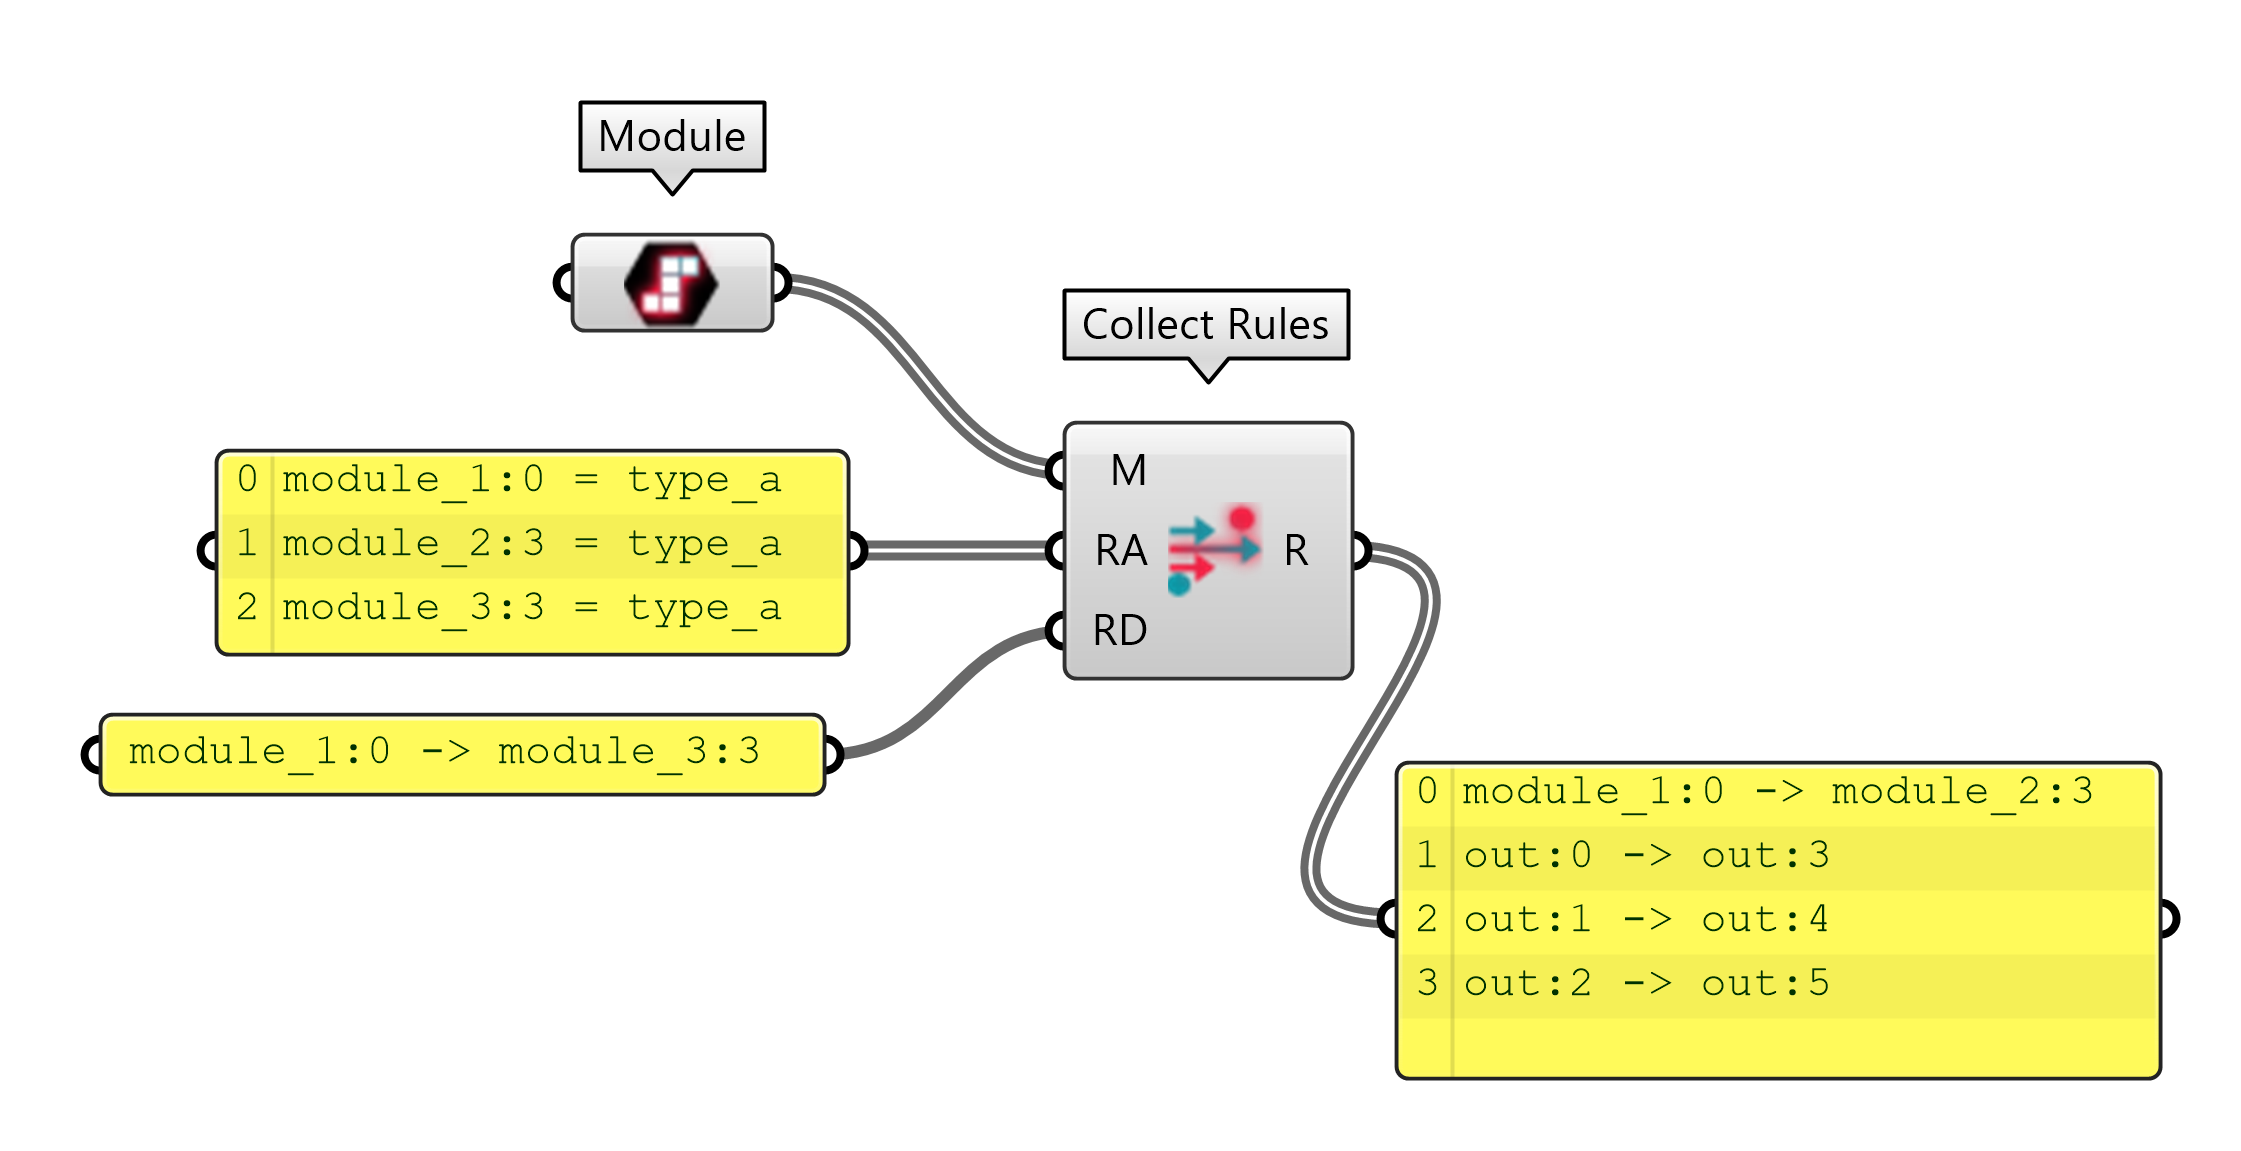 Module
Collect Rules
M
RA
RD
R
0 module_1:0 = type_a
1 module_2:3 = type_a
2 module_3:3 = type_a
module_1:0 -> module_3:3
0 module_1:0 -> module_2:3
1 out:0 -> out:3
2 out:1 -> out:4
3 out:2 -> out:5